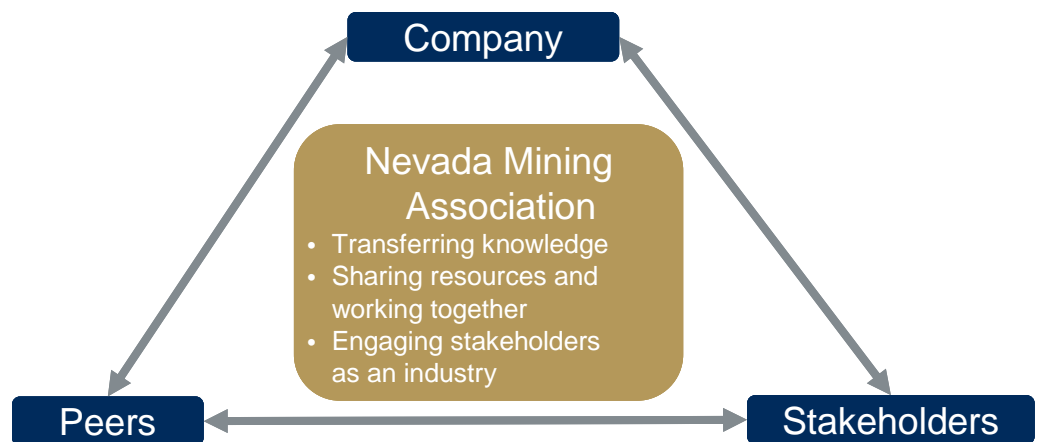 Company
Nevada Mining
Association
• Transferring knowledge
• Sharing resources and
working together
• Engaging stakeholders
as an industry
Peers
Stakeholders